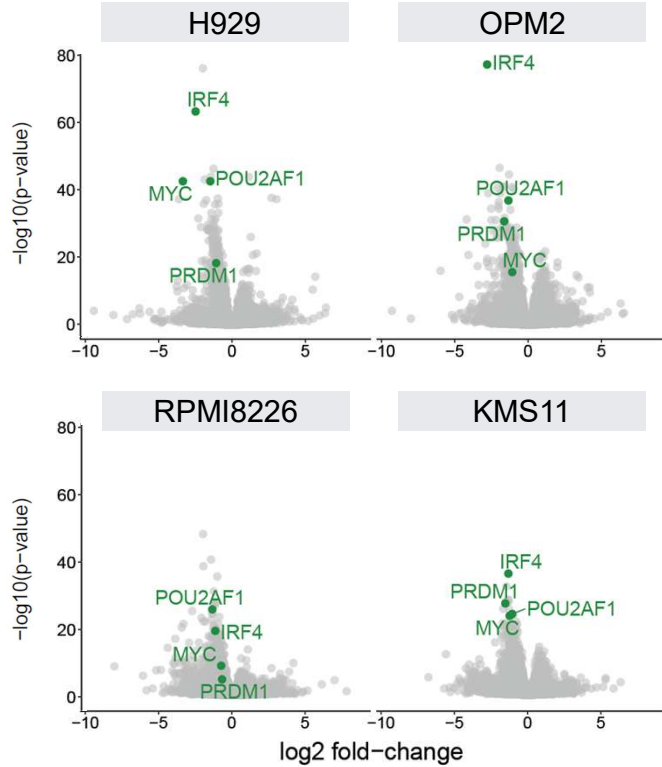 H929
OPM2
80
60
40
20
0
−log10(p−value)
IRF4
MYC
POU2AF1
PRDM1
−10
−5
0
5
IRF4
POU2AF1
PRDM1
MYC
−10
−5
0
5
RPMI8226
KMS11
80
60
40
20
0
−log10(p−value)
POU2AF1
IRF4
MYC
PRDM1
−10
−5
0
5
IRF4
PRDM1
POU2AF1
MYC
−10
−5
0
5
log2 fold−change